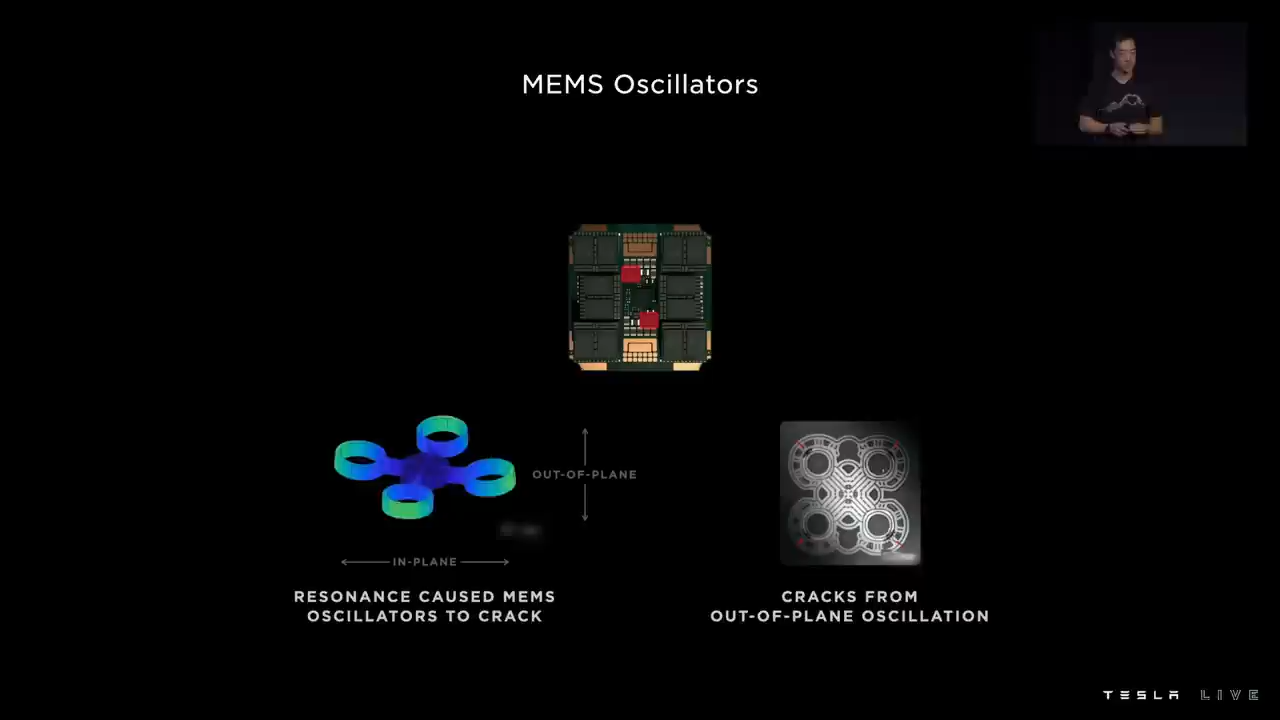 MEMS Oscillators
OUT-OF-PLANE
IN-PLANE
RESONANCE CAUSED MEMS
OSCILLATORS TO CRACK
CRACKS FROM
OUT-OF-PLANE OSCILLATION
TESLA LIVE